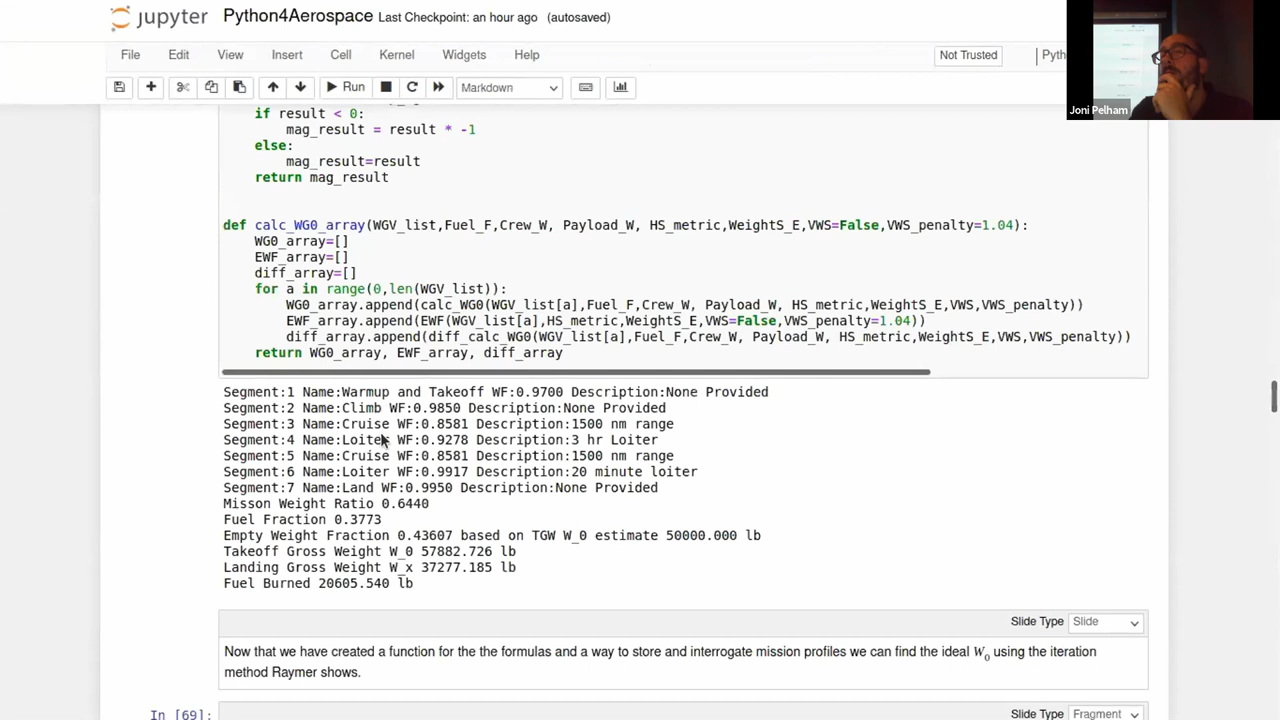 jupyter Python4Aerospace Last Checkpoint: an hour ago (autosaved)
File Edit View Insert Cell Kernel Widgets Help Not Trusted
Run Markdown
Joni Pelham
if result < 0:
mag_result = result * -1
else:
mag_result=result
return mag_result
def calc_WG0_array(WGV_list,Fuel_F,Crew_W, Payload_W, HS_metric,WeightS_E,VWS=False,VWS_penalty=1.04):
WG0_array=[]
EWF_array=[]
diff_array=[]
for a in range(0,len(WGV_list)):
WG0_array.append(calc_WG0(WGV_list[a],Fuel_F,Crew_W, Payload_W, HS_metric,WeightS_E,VWS,VWS_penalty))
EWF_array.append(EWF(WGV_list[a],HS_metric,WeightS_E,VWS=False,VWS_penalty=1.04))
diff_array.append(diff_calc_WG0(WGV_list[a],Fuel_F,Crew_W, Payload_W, HS_metric,WeightS_E,VWS,VWS_penalty))
return WG0_array, EWF_array, diff_array
Segment:1 Name:Warmup and Takeoff WF:0.9700 Description:None Provided
Segment:2 Name:Climb WF:0.9850 Description:None Provided
Segment:3 Name:Cruise WF:0.8581 Description:1500 nm range
Segment:4 Name:Loiter WF:0.9278 Description:3 hr Loiter
Segment:5 Name:Cruise WF:0.8581 Description:1500 nm range
Segment:6 Name:Loiter WF:0.9917 Description:20 minute loiter
Segment:7 Name:Land WF:0.9950 Description:None Provided
Misson Weight Ratio 0.6440
Fuel Fraction 0.3773
Empty Weight Fraction 0.43607 based on TGW W_0 estimate 50000.000 lb
Takeoff Gross Weight W_0 57882.726 lb
Landing Gross Weight W_x 37277.185 lb
Fuel Burned 20605.540 lb
Slide Type Slide
Now that we have created a function for the the formulas and a way to store and interrogate mission profiles we can find the ideal W0 using the iteration
method Raymer shows.
In [69]: Slide Type Fragment